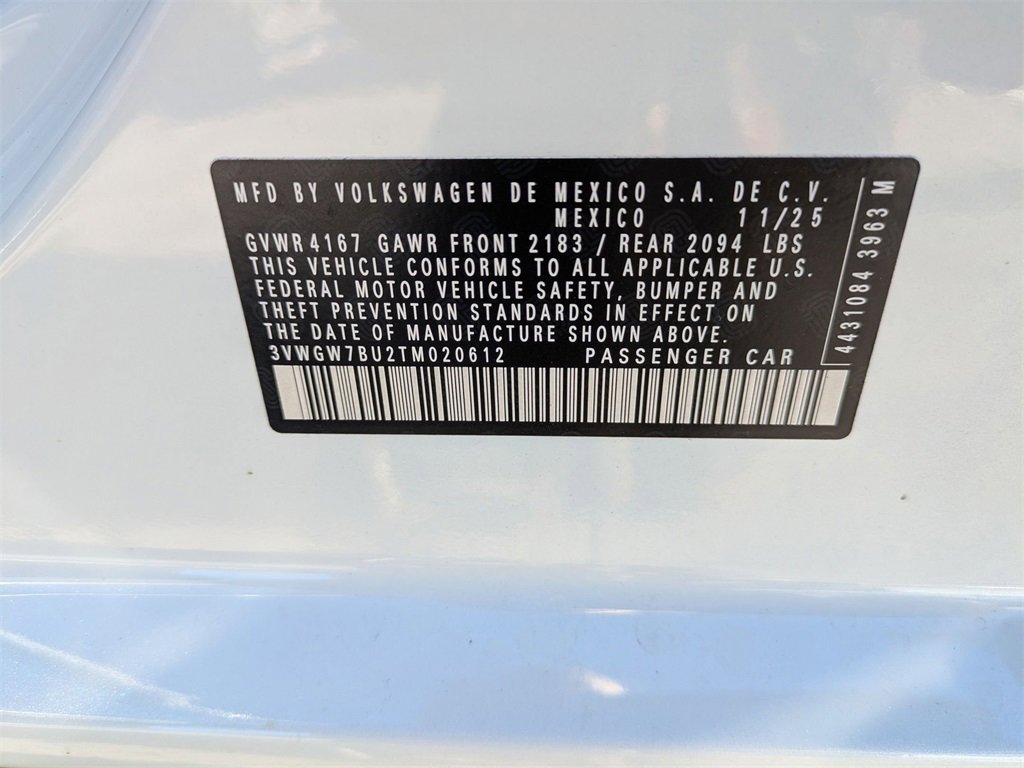 MFD BY VOLKSWAGEN DE MEXICO S.A. DE C.V.
MEXICO 11/25
GVWR 4167 GAWR FRONT 2183 / REAR 2094 LBS
THIS VEHICLE CONFORMS TO ALL APPLICABLE U.S.
FEDERAL MOTOR VEHICLE SAFETY, BUMPER AND
THEFT PREVENTION STANDARDS IN EFFECT ON
THE DATE OF MANUFACTURE SHOWN ABOVE.
3VWGW7BU2TM020612 PASSENGER CAR
4431084 3963 M